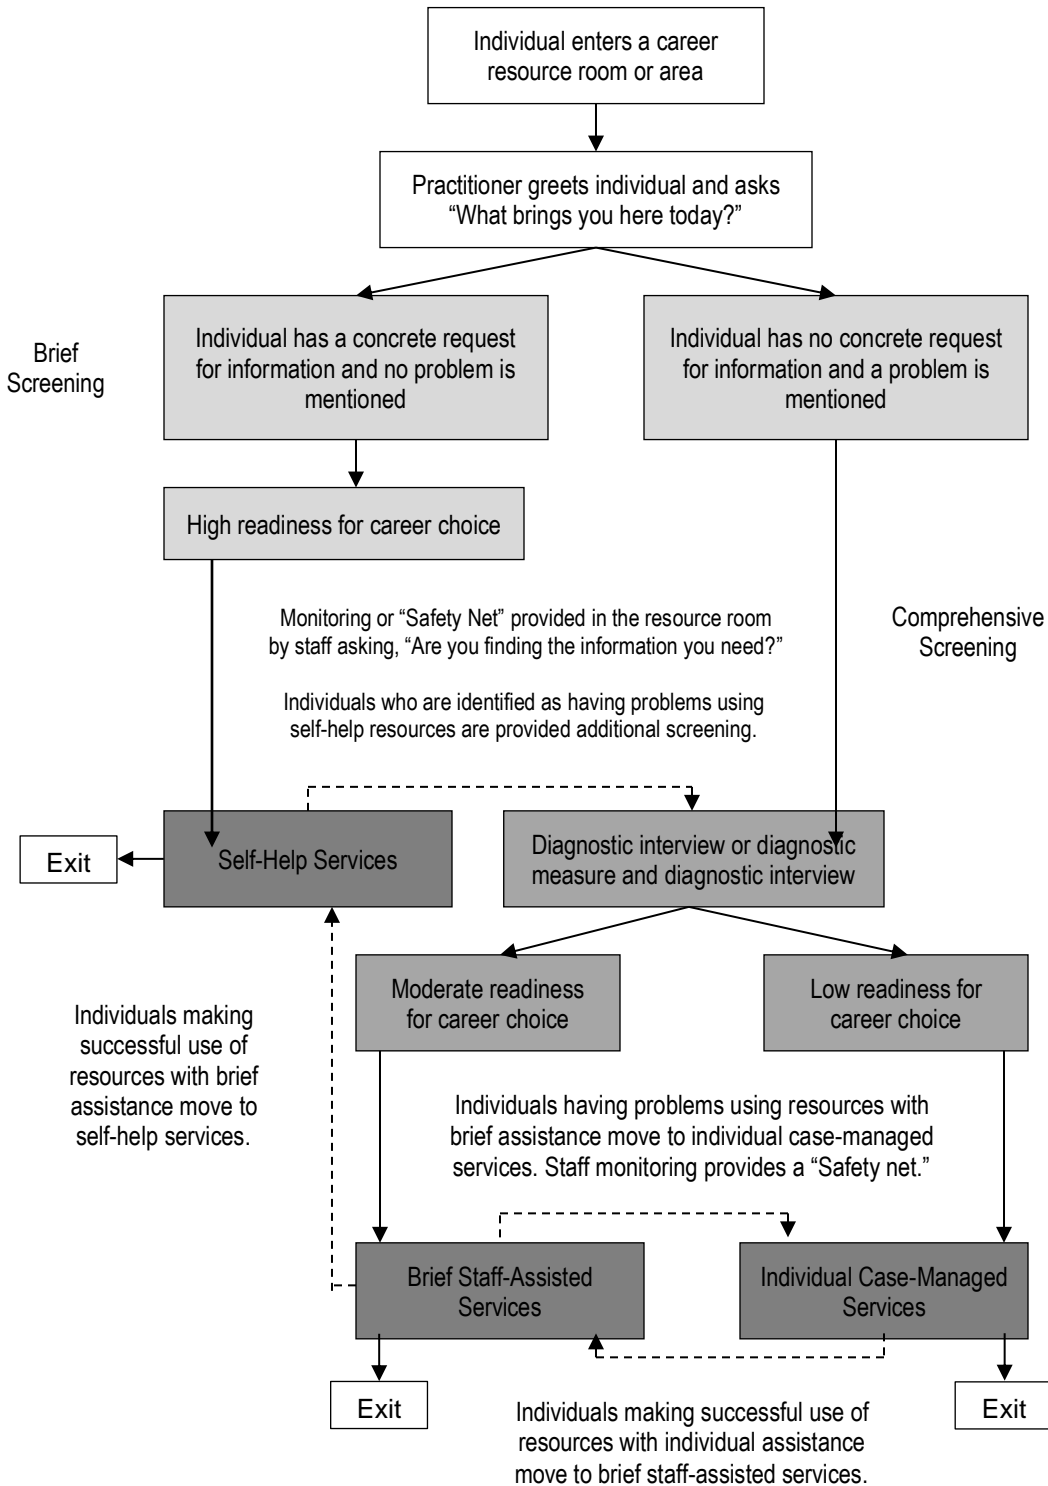 Individual enters a career
resource room or area
Practitioner greets individual and asks
“What brings you here today?”
Brief
Screening
Individual has a concrete request
for information and no problem is
mentioned
Individual has no concrete request
for information and a problem is
mentioned
High readiness for career choice
Monitoring or “Safety Net” provided in the resource room
by staff asking, “Are you finding the information you need?”
Individuals who are identified as having problems using
self-help resources are provided additional screening.
Comprehensive
Screening
Exit
Self-Help Services
Diagnostic interview or diagnostic
measure and diagnostic interview
Moderate readiness
for career choice
Low readiness for
career choice
Individuals making
successful use of
resources with brief
assistance move to
self-help services.
Individuals having problems using resources with
brief assistance move to individual case-managed
services. Staff monitoring provides a “Safety net.”
Brief Staff-Assisted
Services
Individual Case-Managed
Services
Exit
Exit
Individuals making successful use of
resources with individual assistance
move to brief staff-assisted services.